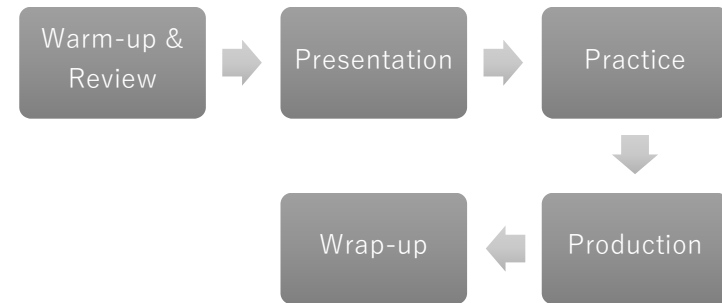 Warm-up &
Review
Presentation
Practice
Production
Wrap-up